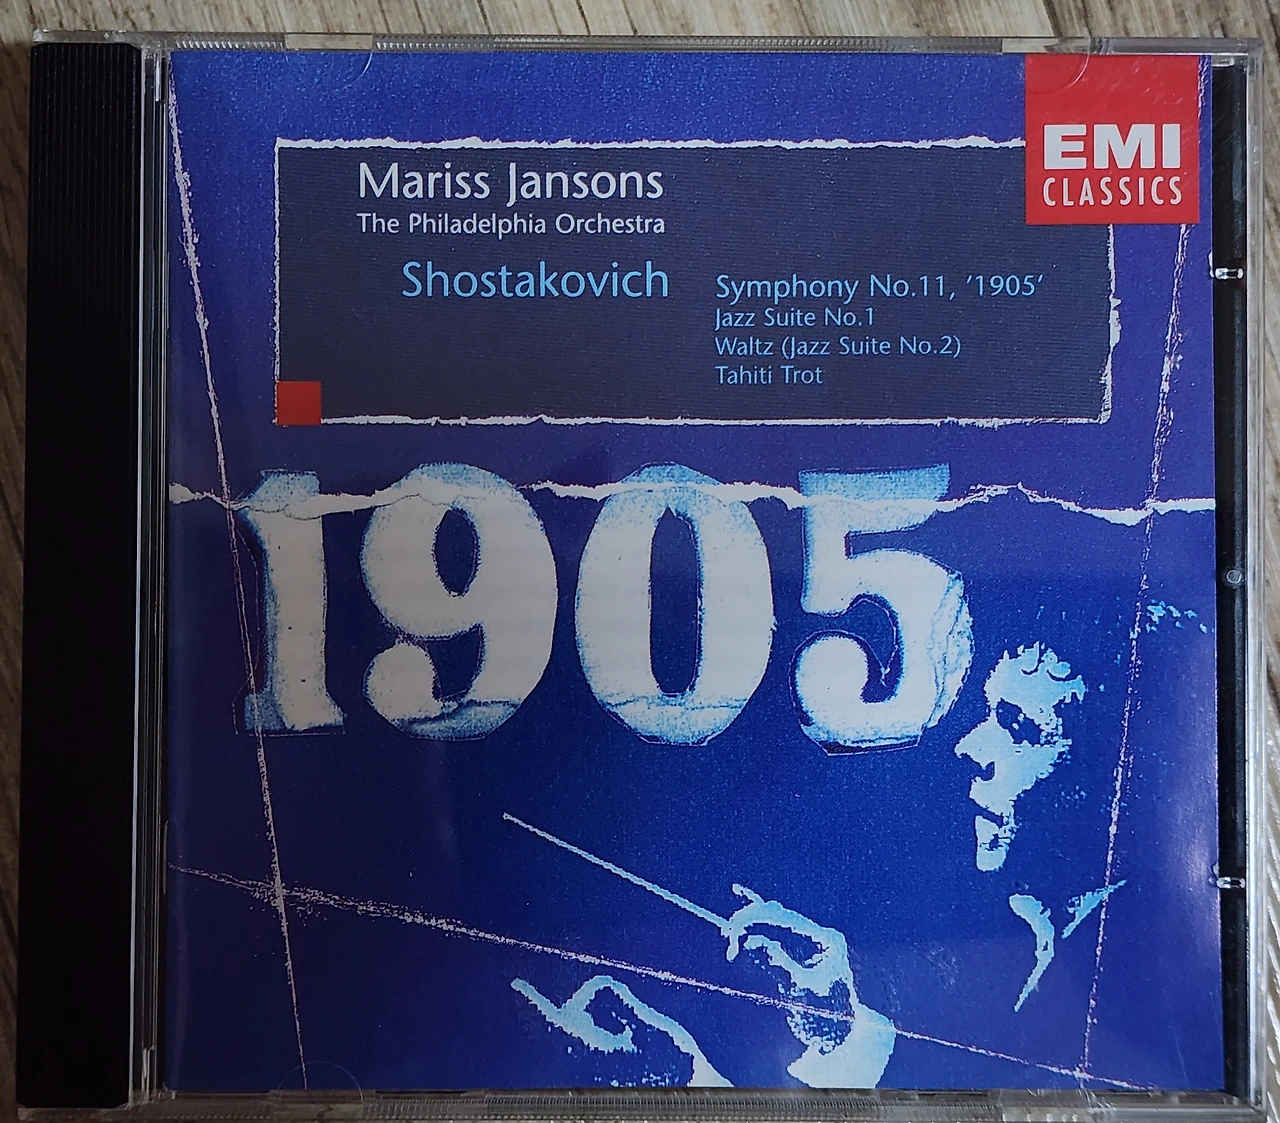 EMI
CLASSICS
Mariss Jansons
The Philadelphia Orchestra
Shostakovich
Symphony No.11, '1905'
Jazz Suite No.1
Waltz (Jazz Suite No.2)
Tahiti Trot
1905